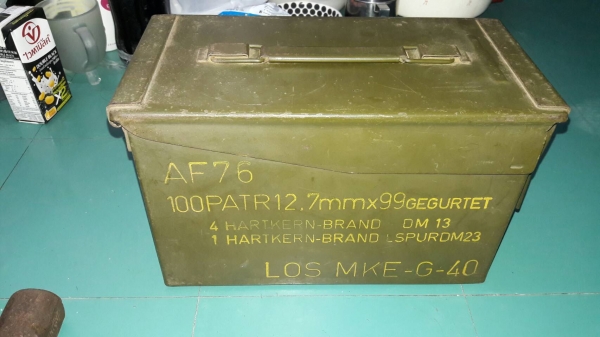 AF76
100PATR12,7mmx99GEGURTET
4 HARTKERN-BRAND DM 13
1 HARTKERN-BRAND LSPURDM23
LOS MKE-G-40